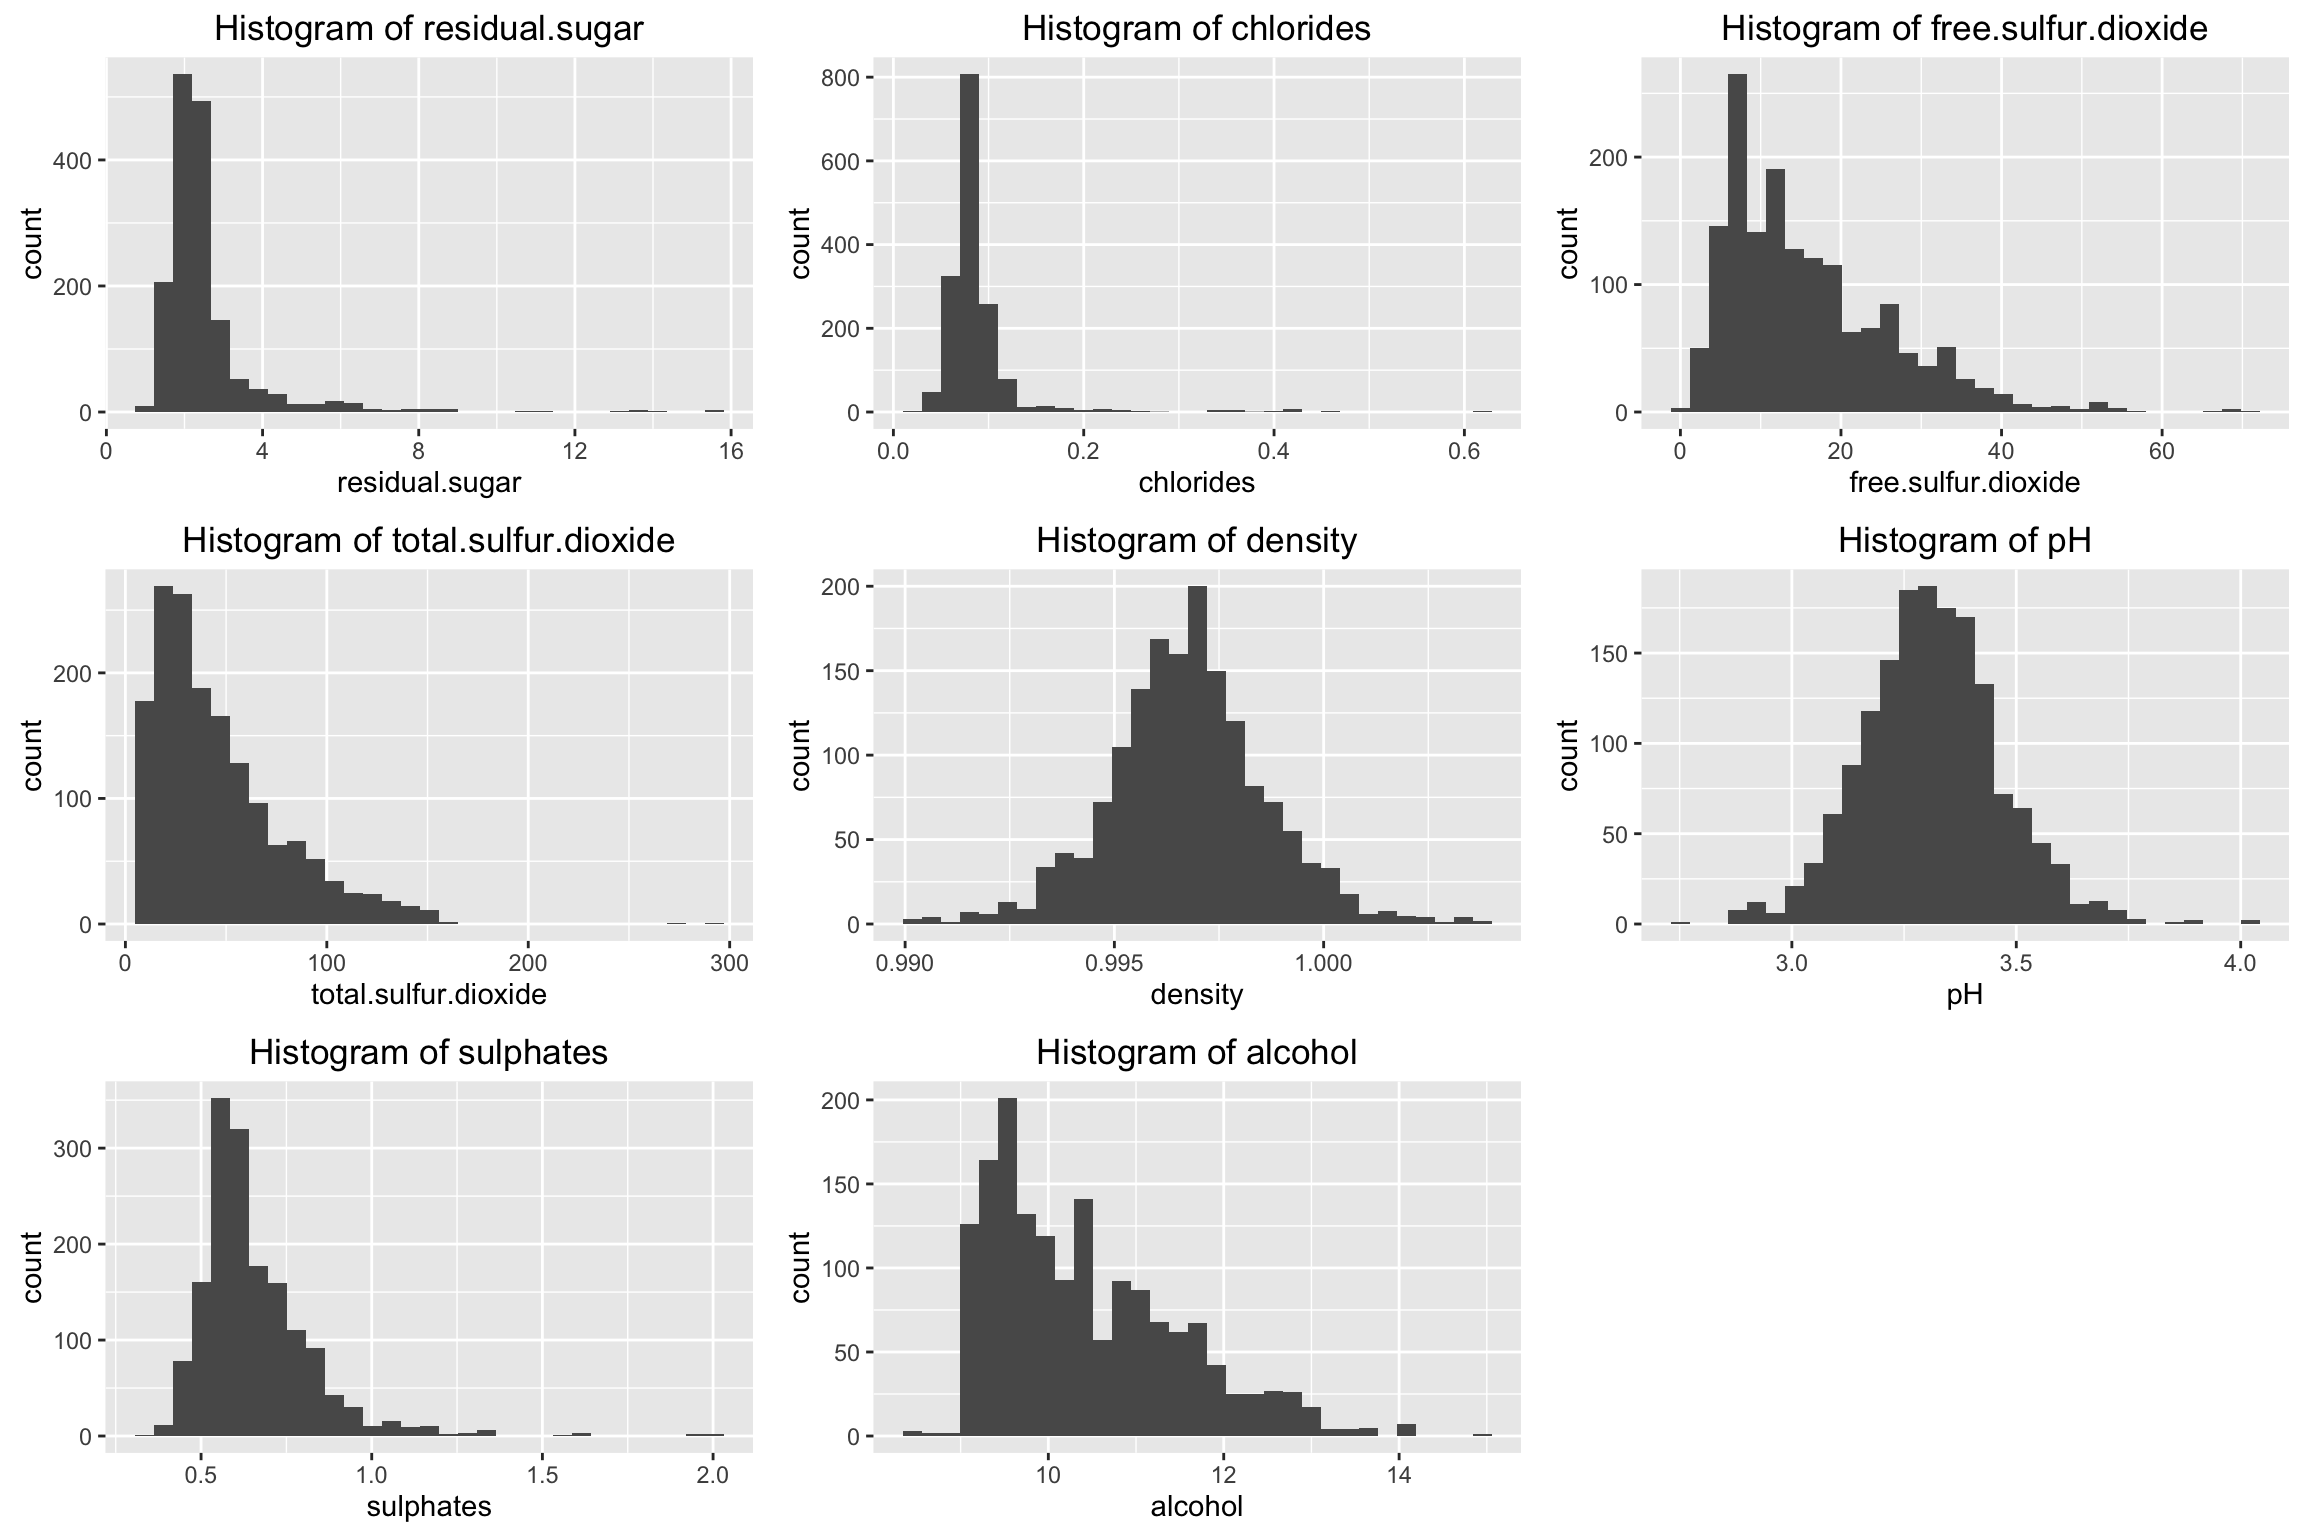 Histogram of residual.sugar
count
0
200
400
0 4 8 12 16
residual.sugar
Histogram of chlorides
count
800
600
400
200
0
0.0 0.2 0.4 0.6
chlorides
Histogram of free.sulfur.dioxide
count
200
100
0
0 20 40 60
free.sulfur.dioxide
Histogram of total.sulfur.dioxide
count
200
100
0
0 100 200 300
total.sulfur.dioxide
Histogram of density
count
200
150
100
50
0
0.990 0.995 1.000
density
Histogram of pH
count
150
100
50
0
3.0 3.5 4.0
pH
Histogram of sulphates
count
300
200
100
0
0.5 1.0 1.5 2.0
sulphates
Histogram of alcohol
count
200
150
100
50
0
10 12 14
alcohol